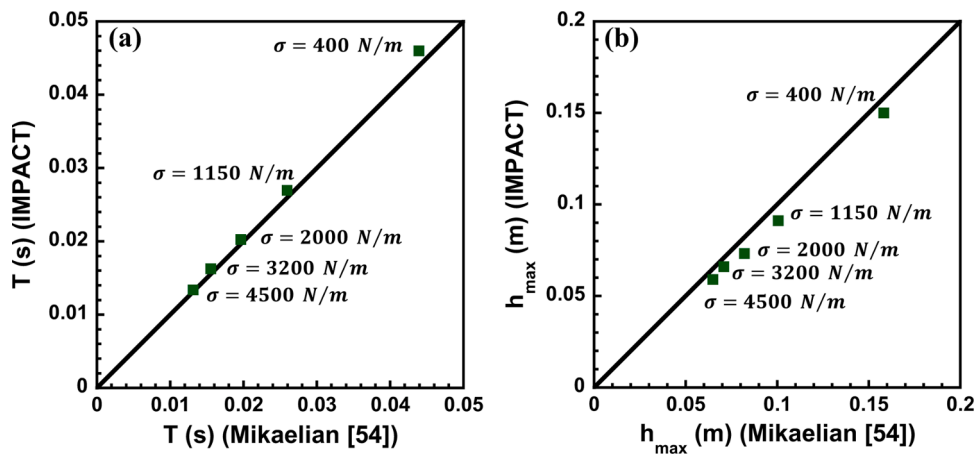 (a)
0.05
0.04
0.03
0.02
0.01
0
T (s) (IMPACT)
σ = 400 N/m
σ = 1150 N/m
σ = 2000 N/m
σ = 3200 N/m
σ = 4500 N/m
0 0.01 0.02 0.03 0.04 0.05
T (s) (Mikaelian [54])
(b)
0.2
0.15
0.10
0.05
0
hmax (m) (IMPACT)
σ = 400 N/m
σ = 1150 N/m
σ = 2000 N/m
σ = 3200 N/m
σ = 4500 N/m
0 0.05 0.1 0.15 0.2
hmax (m) (Mikaelian [54])